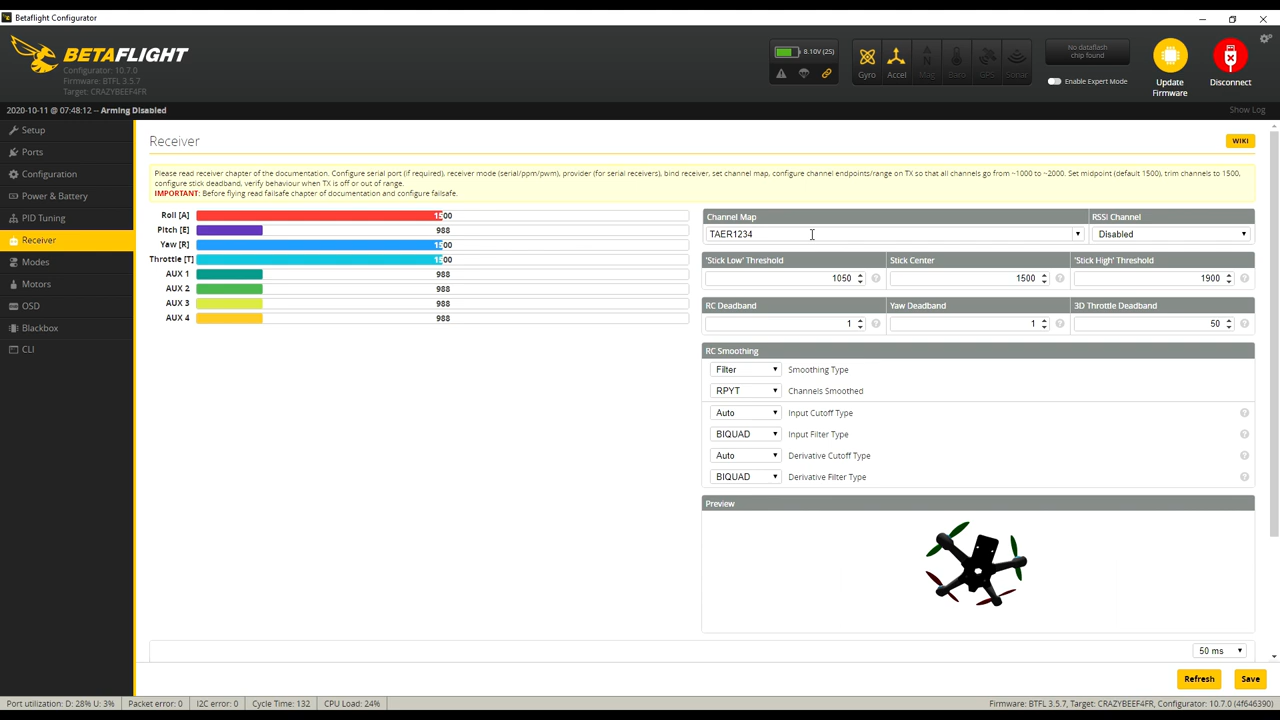 Betaflight Configurator
BETAFLIGHT
Configurator: 10.7.0
Firmware: BTFL 3.5.7
Target: CRAZYBEEF4FR
8.10V (2S)
Gyro
Accel
Mag
Baro
GPS
Sonar
No dataflash
chip found
Enable Expert Mode
Update
Firmware
Disconnect
2020-10-11 @ 07:48:12 -- Arming Disabled
Show Log
Setup
Ports
Configuration
Power & Battery
PID Tuning
Receiver
Modes
Motors
OSD
Blackbox
CLI
Receiver
WIKI
Please read receiver chapter of the documentation. Configure serial port (if required), receiver mode (serial/ppm/pwm), provider (for serial receivers), bind receiver, set channel map, configure channel endpoints/range on TX so that all channels go from ~1000 to ~2000. Set midpoint (default 1500), trim channels to 1500,
configure stick deadband, verify behaviour when TX is off or out of range.
IMPORTANT: Before flying read failsafe chapter of documentation and configure failsafe.
Roll [A] 1500
Pitch [E] 988
Yaw [R] 1500
Throttle [T] 1500
AUX 1 988
AUX 2 988
AUX 3 988
AUX 4 988
Channel Map RSSI Channel
TAER1234 Disabled
'Stick Low' Threshold Stick Center 'Stick High' Threshold
1050 1500 1900
RC Deadband Yaw Deadband 3D Throttle Deadband
1 1 50
RC Smoothing
Filter Smoothing Type
RPYT Channels Smoothed
Auto Input Cutoff Type
BIQUAD Input Filter Type
Auto Derivative Cutoff Type
BIQUAD Derivative Filter Type
Preview
50 ms
Refresh Save
Port utilization: D: 28% U: 3% Packet error: 0 I2C error: 0 Cycle Time: 132 CPU Load: 24% Firmware: BTFL 3.5.7, Target: CRAZYBEEF4FR, Configurator: 10.7.0 (4f646390)